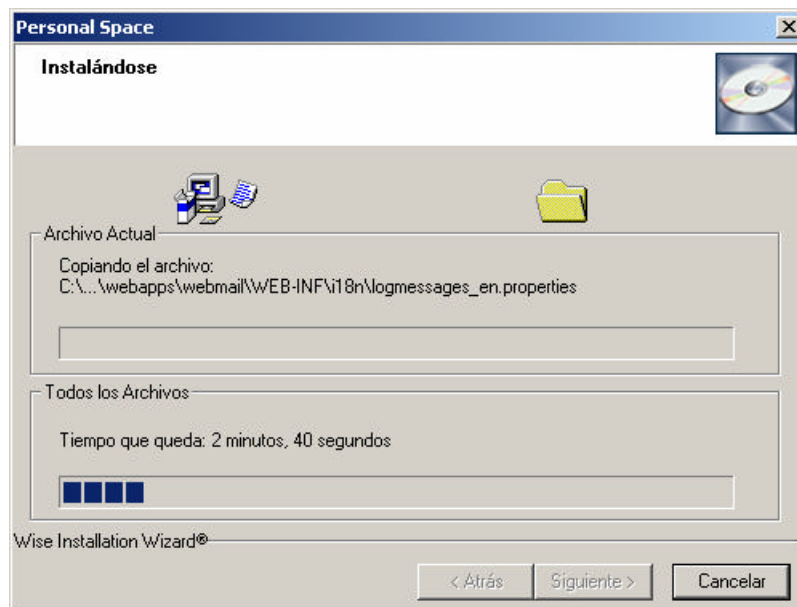 Personal Space
Instalándose
Archivo Actual
Copiando el archivo:
C:\...\webapps\webmail\WEB-INF\i18n\logmessages_en.properties
Todos los Archivos
Tiempo que queda: 2 minutos, 40 segundos
Wise Installation Wizard®
< Atrás
Siguiente >
Cancelar